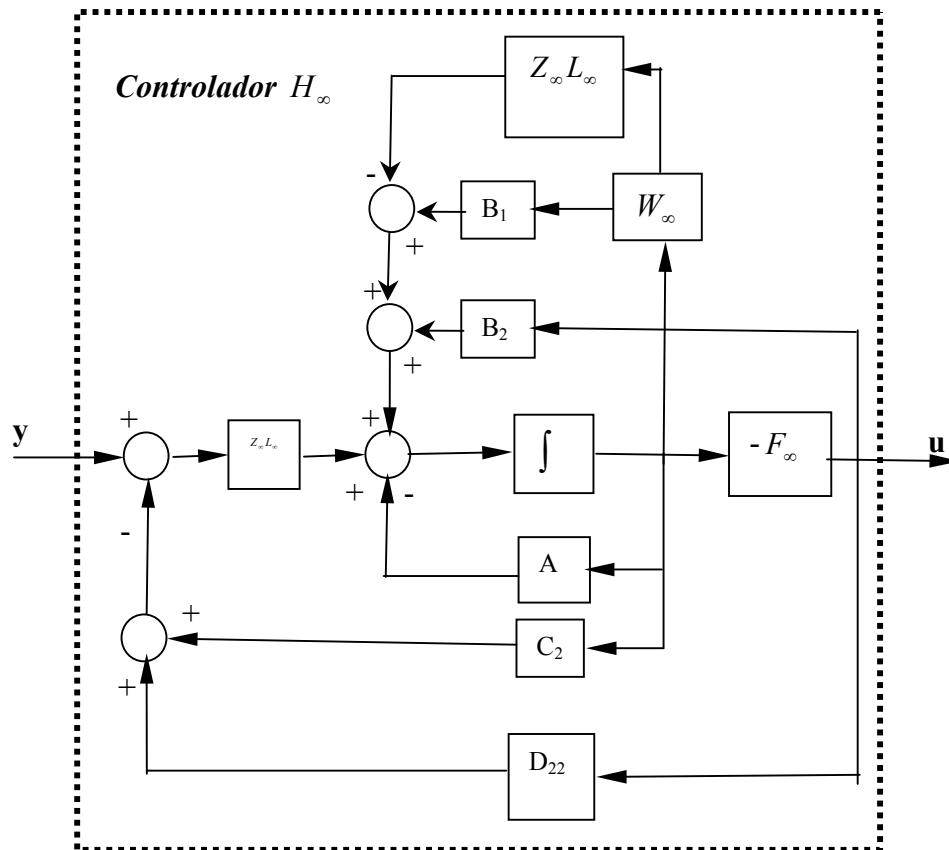 Controlador H∞
Z∞L∞
-
B₁
W∞
+
+
B₂
+
+
+
y
Z∞L∞
∫
- F∞
u
+
-
-
A
+
C₂
+
D₂₂